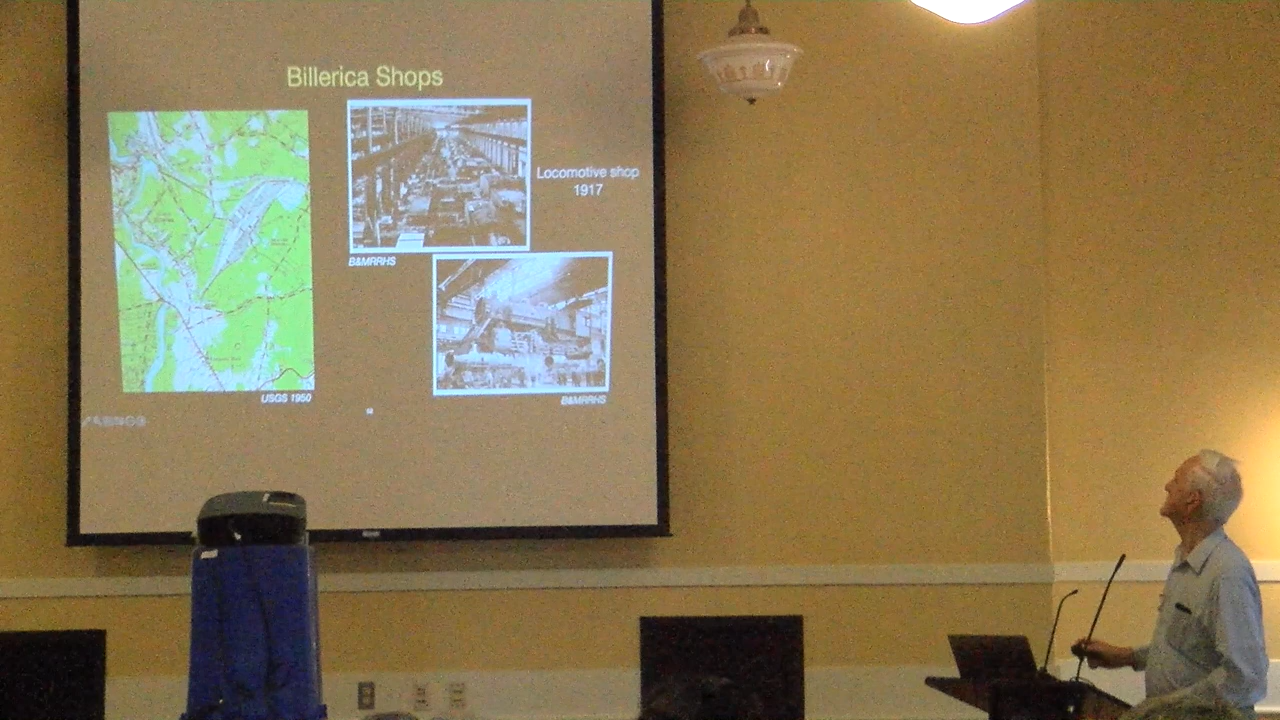 Billerica Shops
Locomotive shop
1917
B&MRRHS
USGS 1950
B&MRRHS